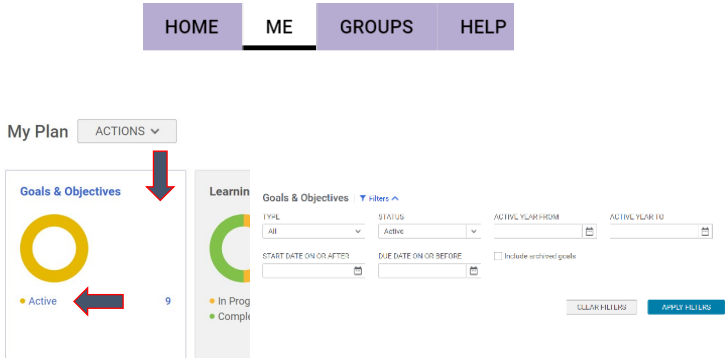 HOME ME GROUPS HELP
My Plan ACTIONS
Goals & Objectives
Active 9
Learnin
In Prog
Comple
Goals & Objectives Filters
TYPE STATUS ACTIVE YEAR FROM ACTIVE YEAR TO
All Active
START DATE ON OR AFTER DUE DATE ON OR BEFORE Include archived goals
CLEAR FILTERS APPLY FILTERS